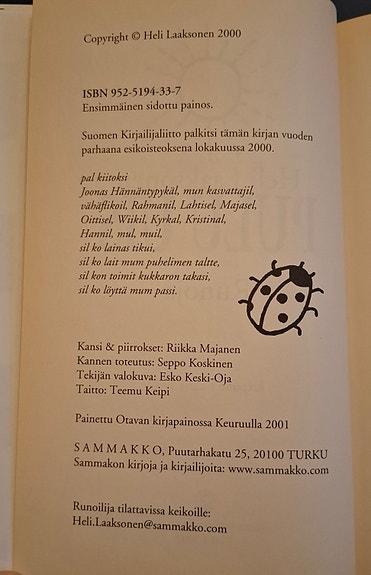 Copyright © Heli Laaksonen 2000
ISBN 952-5194-33-7
Ensimmäinen sidottu painos.
Suomen Kirjailijaliitto palkitsi tämän kirjan vuoden
parhaana esikoisteoksena lokakuussa 2000.
pal kiitoksi
Joonas Hännäntypykäl, mun kasvattajil,
vähäflikoil, Rahmanil, Lahtisel, Majasel,
Oittisel, Wiikil, Kyrkal, Kristinal,
Hannil, mul, muil,
sil ko lainas tikui,
sil ko lait mum puhelimen taltte,
sil kon toimit kukkaron takasi,
sil ko löyttä mum passi.
Kansi & piirrokset: Riikka Majanen
Kannen toteutus: Seppo Koskinen
Tekijän valokuva: Esko Keski-Oja
Taitto: Teemu Keipi
Painettu Otavan kirjapainossa Keuruulla 2001
SAMMAKKO, Puutarhakatu 25, 20100 TURKU
Sammakon kirjoja ja kirjailijoita: www.sammakko.com
Runoilija tilattavissa keikoille:
Heli.Laaksonen@sammakko.com